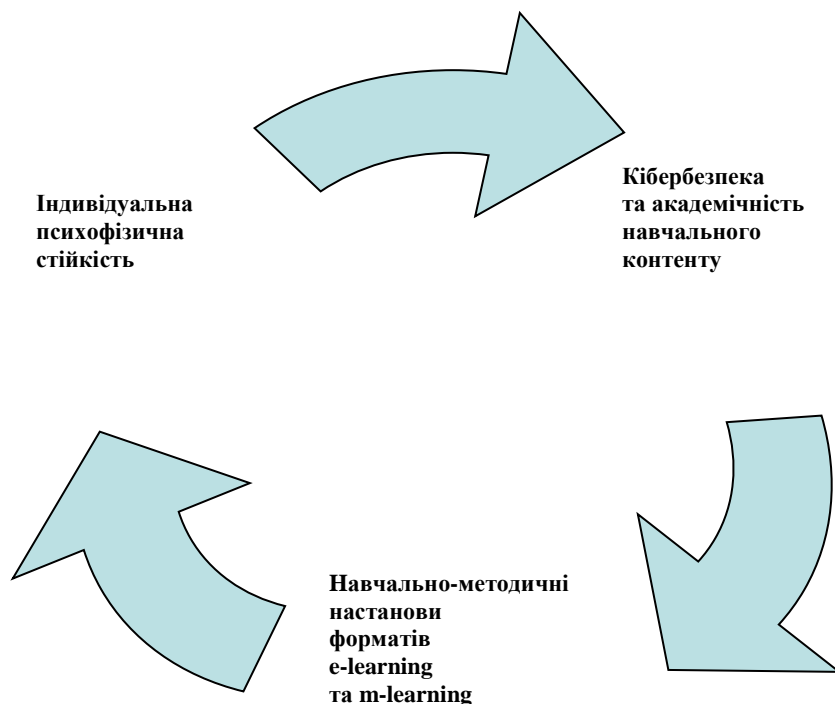 Індивідуальна
психофізична
стійкість
Кібербезпека
та академічність
навчального
контенту
Навчально-методичні
настанови
форматів
e-learning
та m-learning